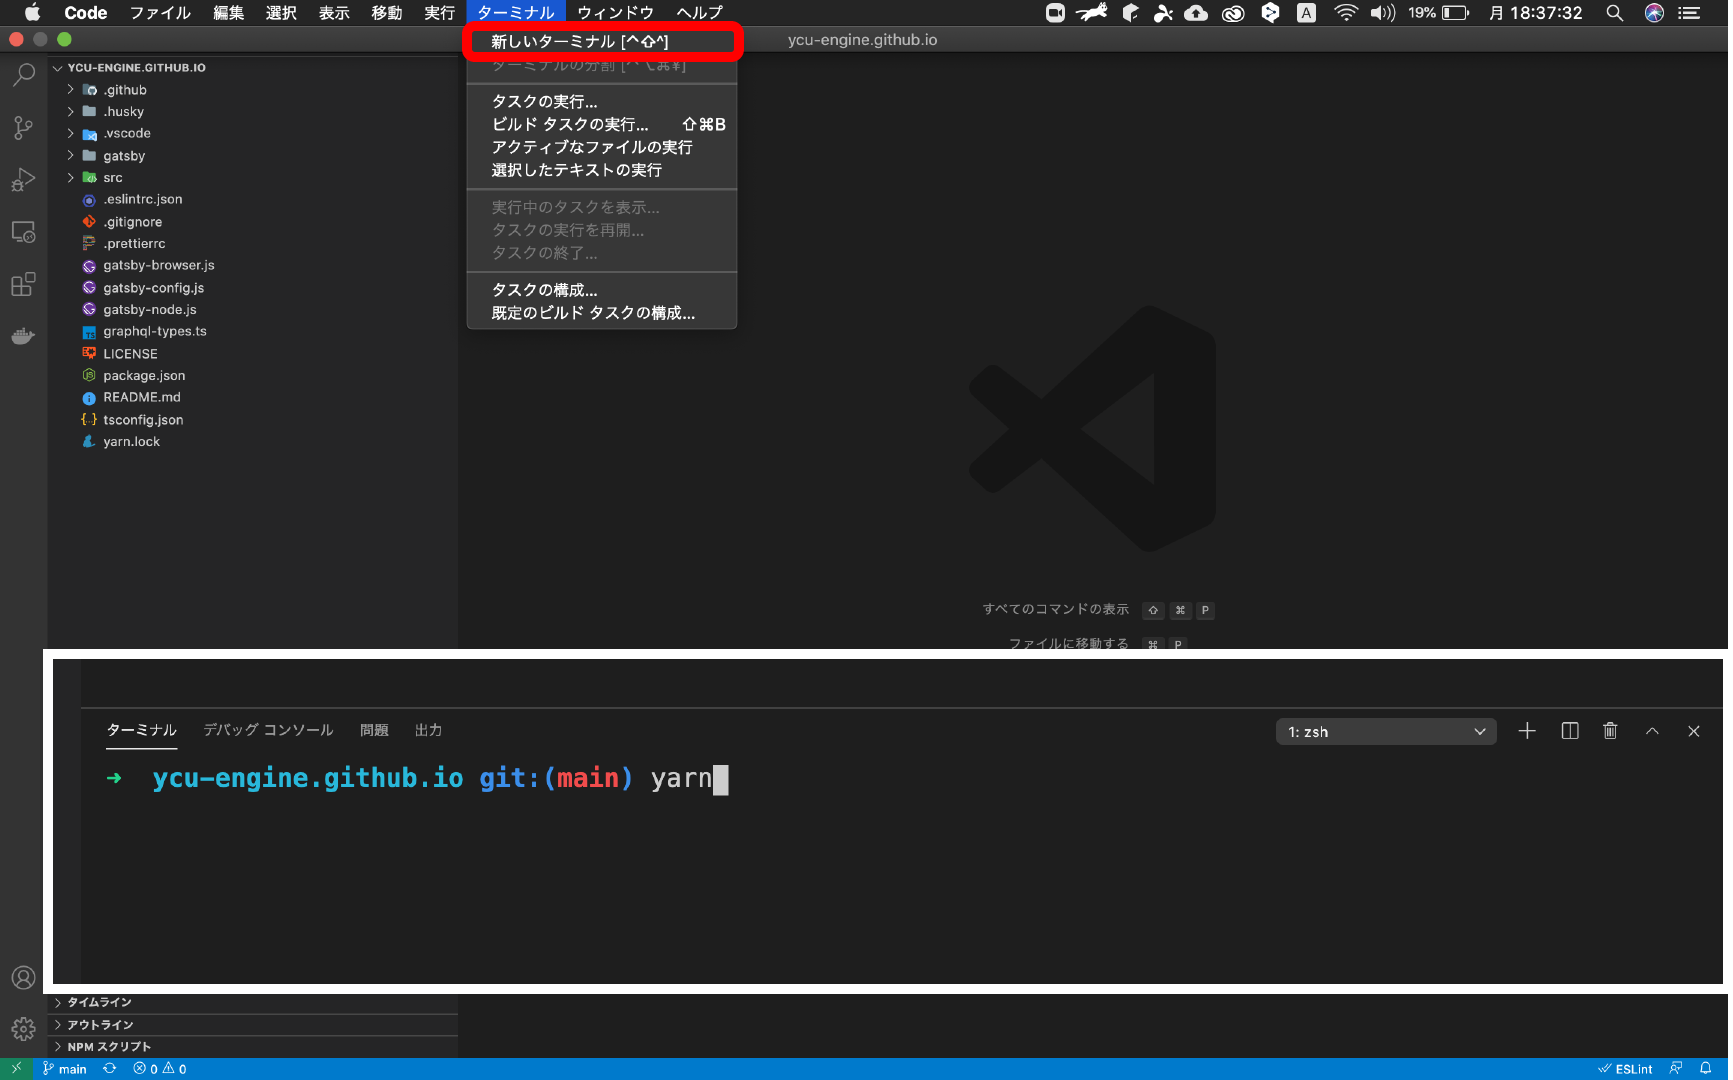 Code ファイル 編集 選択 表示 移動 実行 ターミナル ウィンドウ ヘルプ A 19% 月 18:37:32
新しいターミナル [^⇧^]
ycu-engine.github.io
ターミナルの分割 [^⌥⌘¥]
タスクの実行...
ビルド タスクの実行... ⇧⌘B
アクティブなファイルの実行
選択したテキストの実行
実行中のタスクを表示...
タスクの実行を再開...
タスクの終了...
タスクの構成...
既定のビルド タスクの構成...
YCU-ENGINE.GITHUB.IO
.github
.husky
.vscode
gatsby
src
.eslintrc.json
.gitignore
.prettierrc
gatsby-browser.js
gatsby-config.js
gatsby-node.js
graphql-types.ts
LICENSE
package.json
README.md
tsconfig.json
yarn.lock
すべてのコマンドの表示 ⇧ ⌘ P
ファイルに移動する ⌘ P
ターミナル デバッグ コンソール 問題 出力 1: zsh
➜ ycu-engine.github.io git:(main) yarn
タイムライン
アウトライン
NPM スクリプト
main 0 0 ESLint